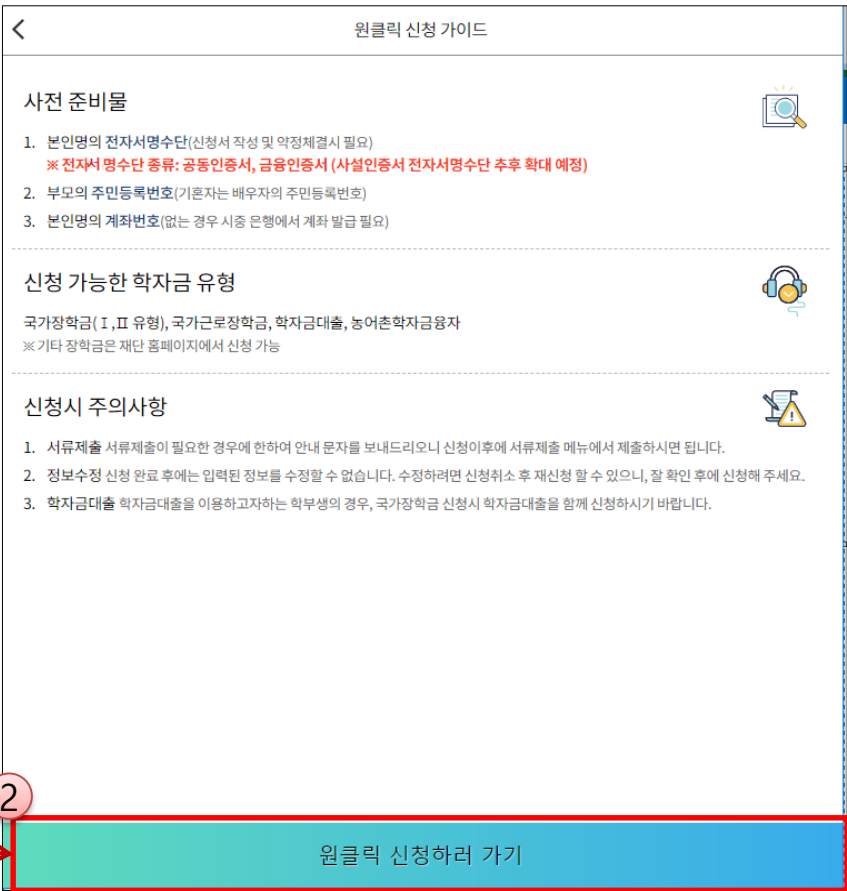 원클릭 신청 가이드
사전 준비물
1. 본인명의 전자서명수단(신청서 작성 및 약정체결시 필요)
※ 전자서 명수단 종류: 공동인증서, 금융인증서 (사설인증서 전자서명수단 추후 확대 예정)
2. 부모의 주민등록번호(기혼자는 배우자의 주민등록번호)
3. 본인명의 계좌번호(없는 경우 시중 은행에서 계좌 발급 필요)
신청 가능한 학자금 유형
국가장학금(Ⅰ,Ⅱ 유형), 국가근로장학금, 학자금대출, 농어촌학자금융자
※ 기타 장학금은 재단 홈페이지에서 신청 가능
신청시 주의사항
1. 서류제출 서류제출이 필요한 경우에 한하여 안내 문자를 보내드리오니 신청이후에 서류제출 메뉴에서 제출하시면 됩니다.
2. 정보수정 신청 완료 후에는 입력된 정보를 수정할 수 없습니다. 수정하려면 신청취소 후 재신청 할 수 있으니, 잘 확인 후에 신청해 주세요.
3. 학자금대출 학자금대출을 이용하고자하는 학부생의 경우, 국가장학금 신청시 학자금대출을 함께 신청하시기 바랍니다.
2
원클릭 신청하러 가기